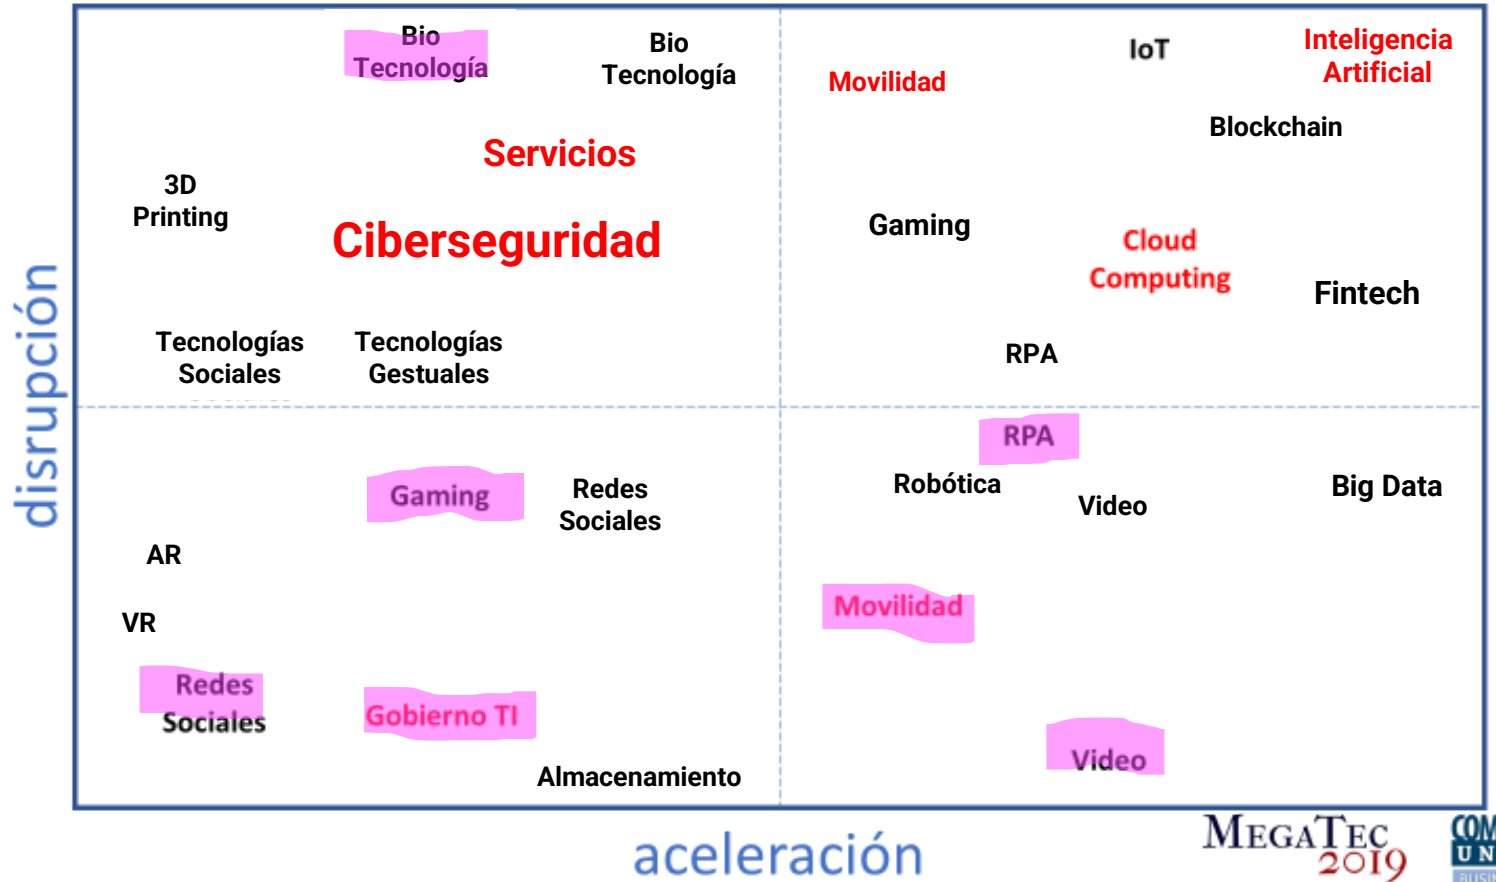 Bio
Tecnología
Bio
Tecnología
Movilidad
IoT
Inteligencia
Artificial
Blockchain
Servicios
3D
Printing
Ciberseguridad
Gaming
Cloud
Computing
Fintech
Tecnologías
Sociales
Tecnologías
Gestuales
RPA
disrupción
RPA
Robótica
Video
Big Data
Gaming
Redes
Sociales
AR
VR
Movilidad
Redes
Sociales
Gobierno TI
Video
Almacenamiento
aceleración
MEGATEC
2019